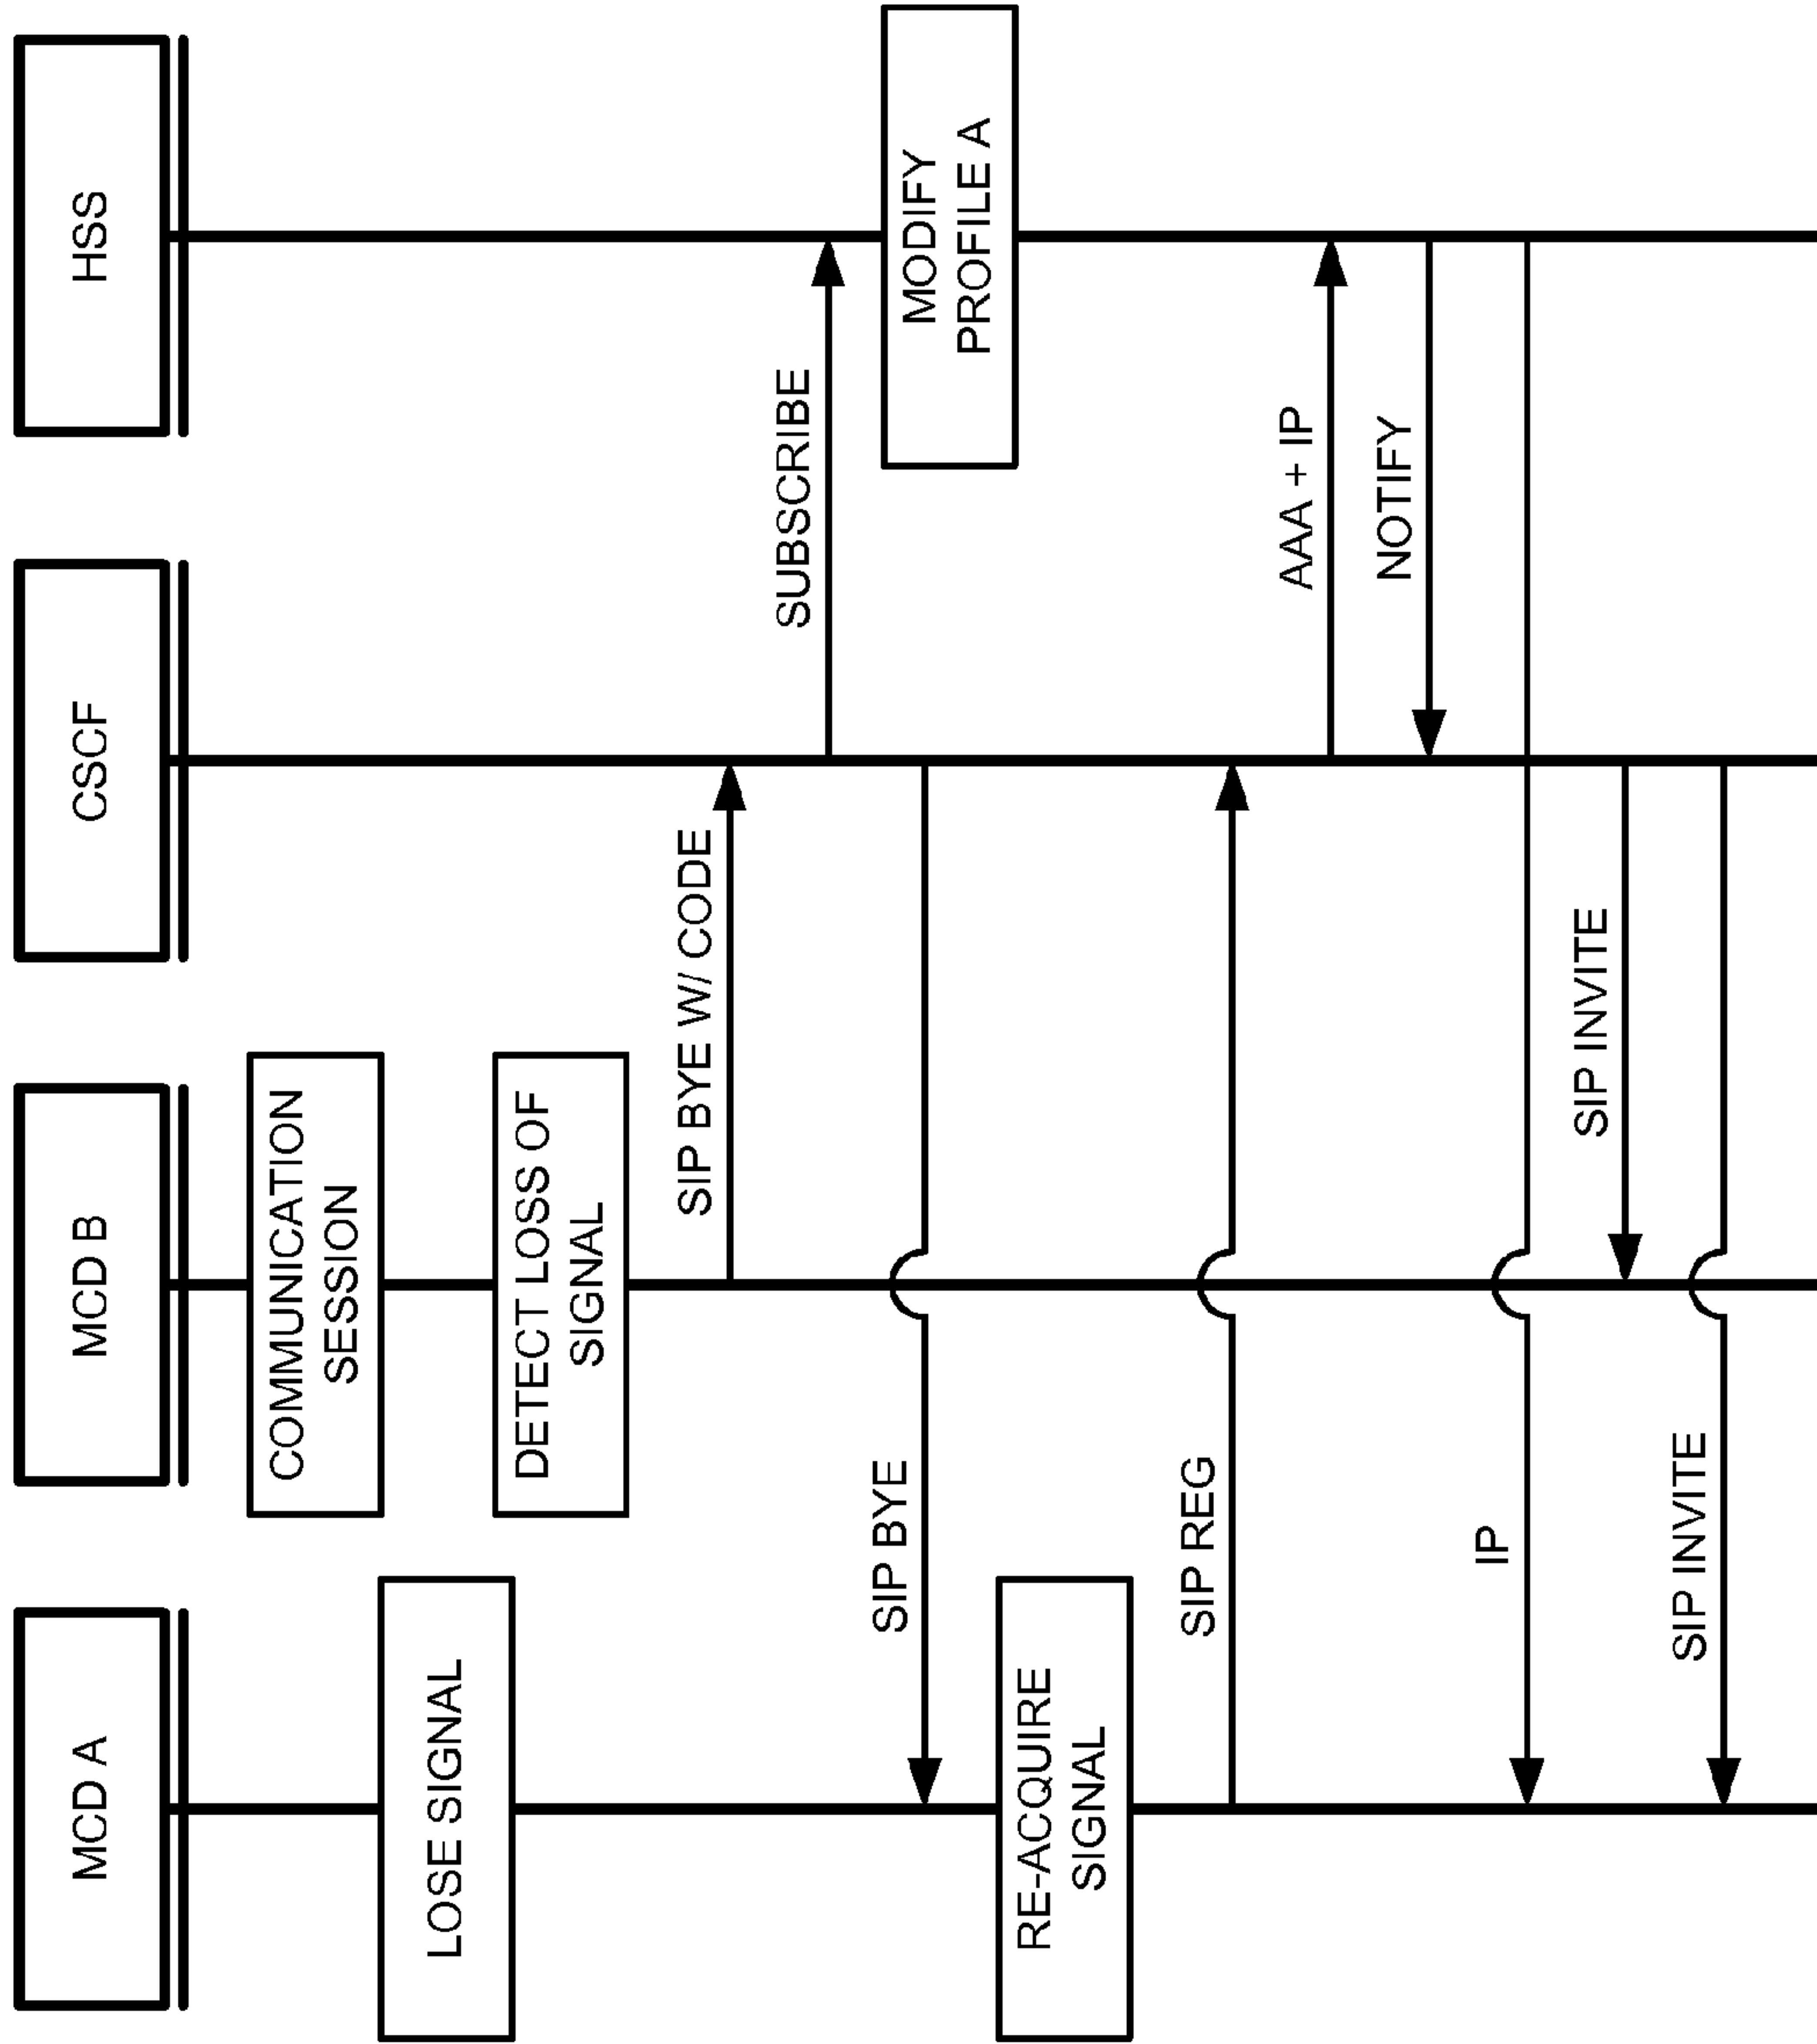 MCD A
MCD B
CSCF
HSS
COMMUNICATION
SESSION
LOSE SIGNAL
DETECT LOSS OF
SIGNAL
SIP BYE W/ CODE
SUBSCRIBE
SIP BYE
MODIFY
PROFILE A
RE-ACQUIRE
SIGNAL
SIP REG
AAA + IP
NOTIFY
IP
SIP INVITE
SIP INVITE